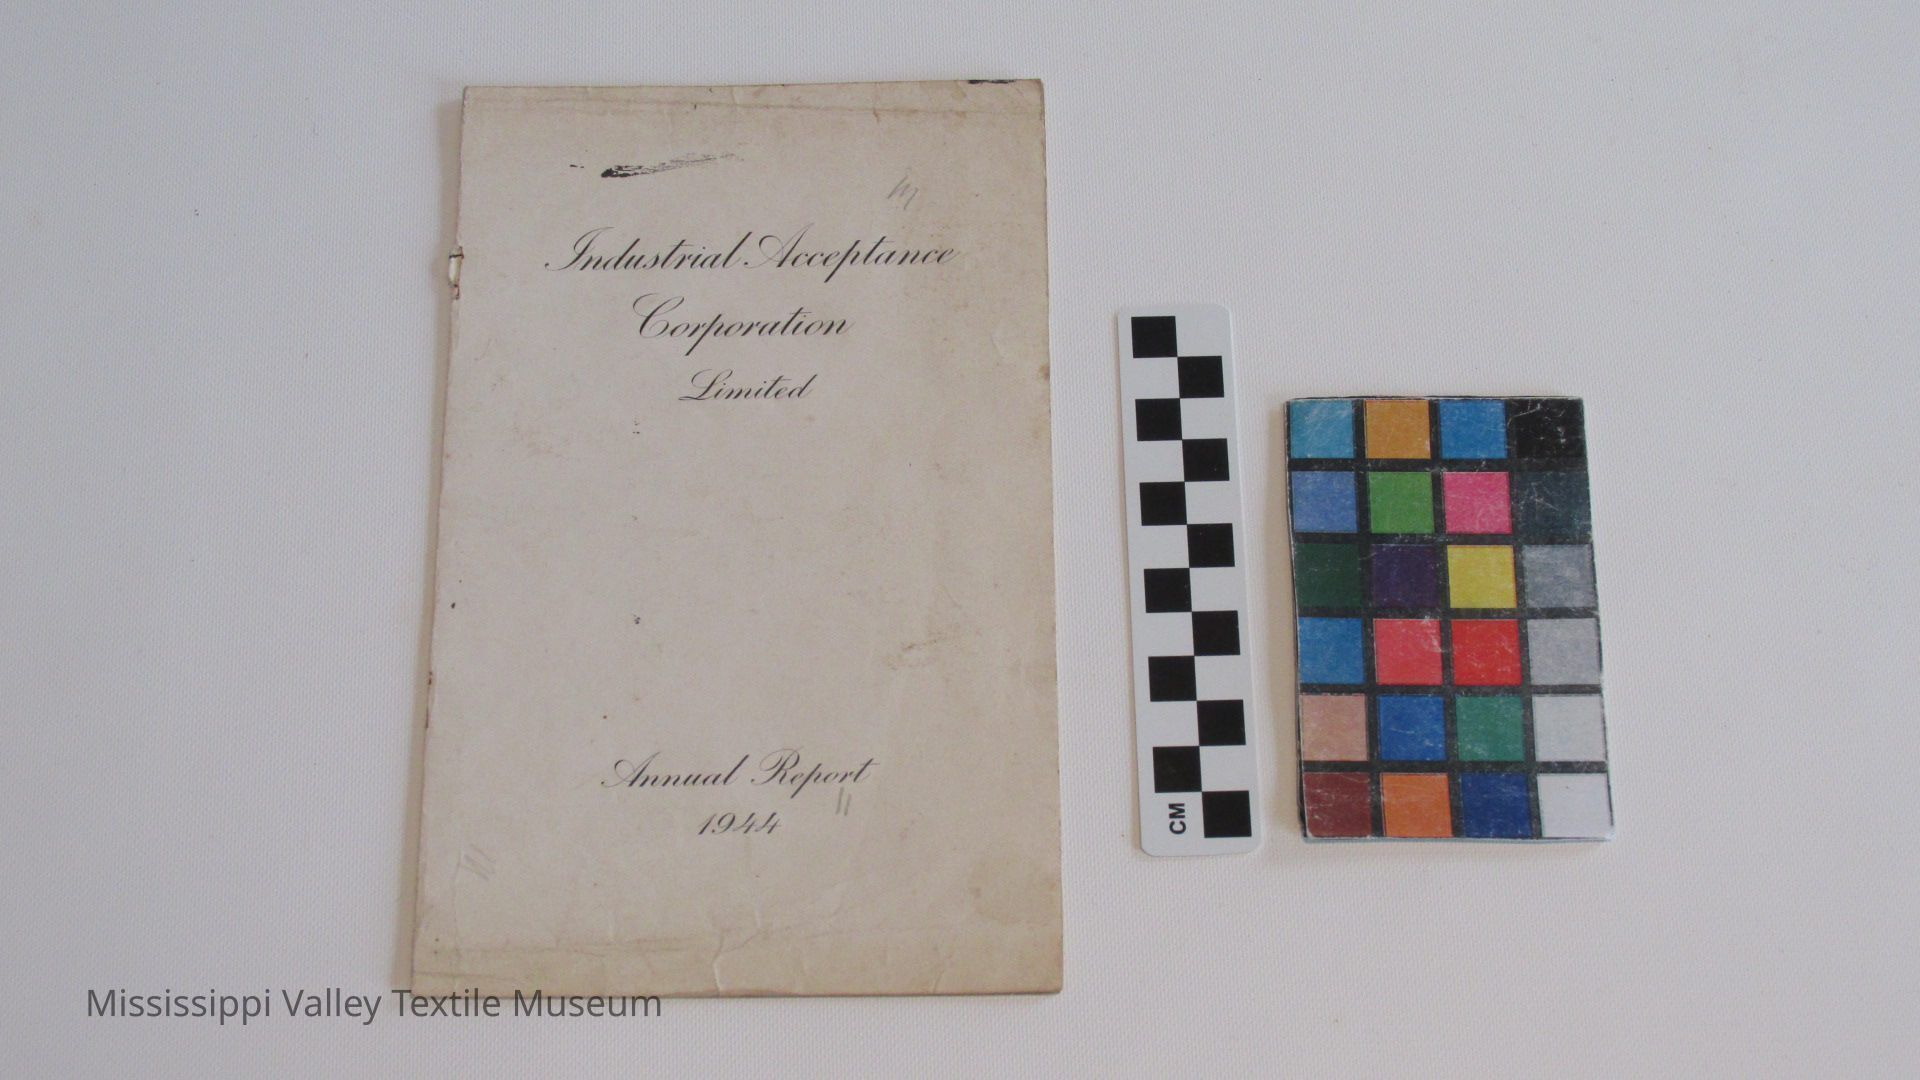 Industrial Acceptance
Corporation
Limited
Annual Report
1944
CM
Mississippi Valley Textile Museum